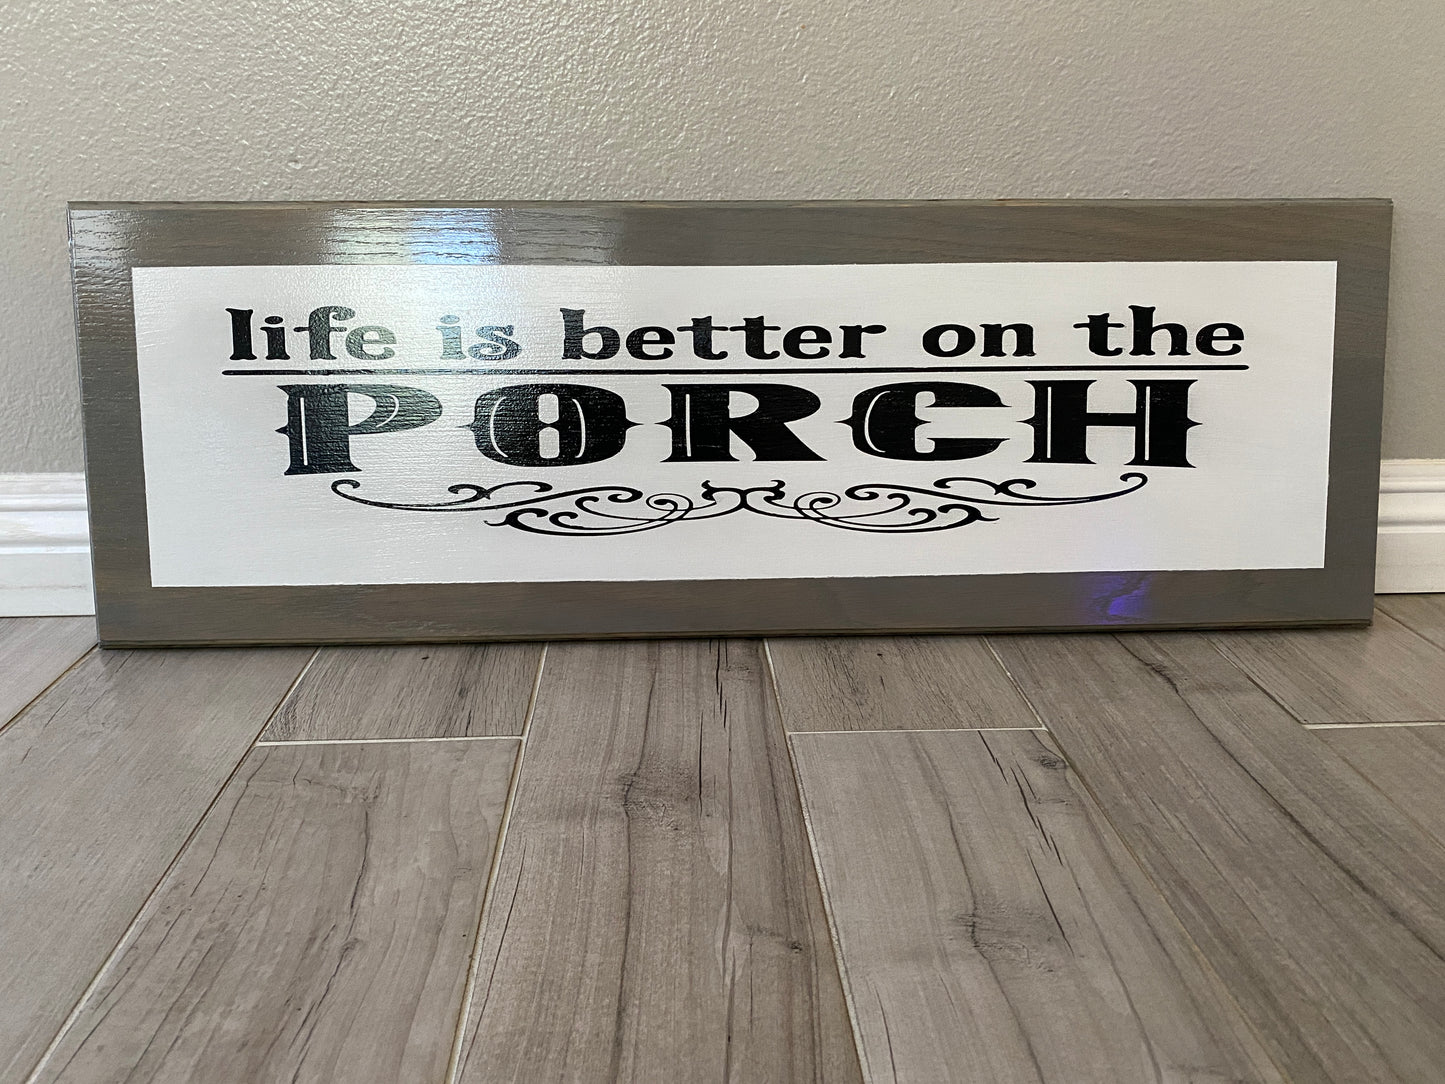 life is better on the
PORCH